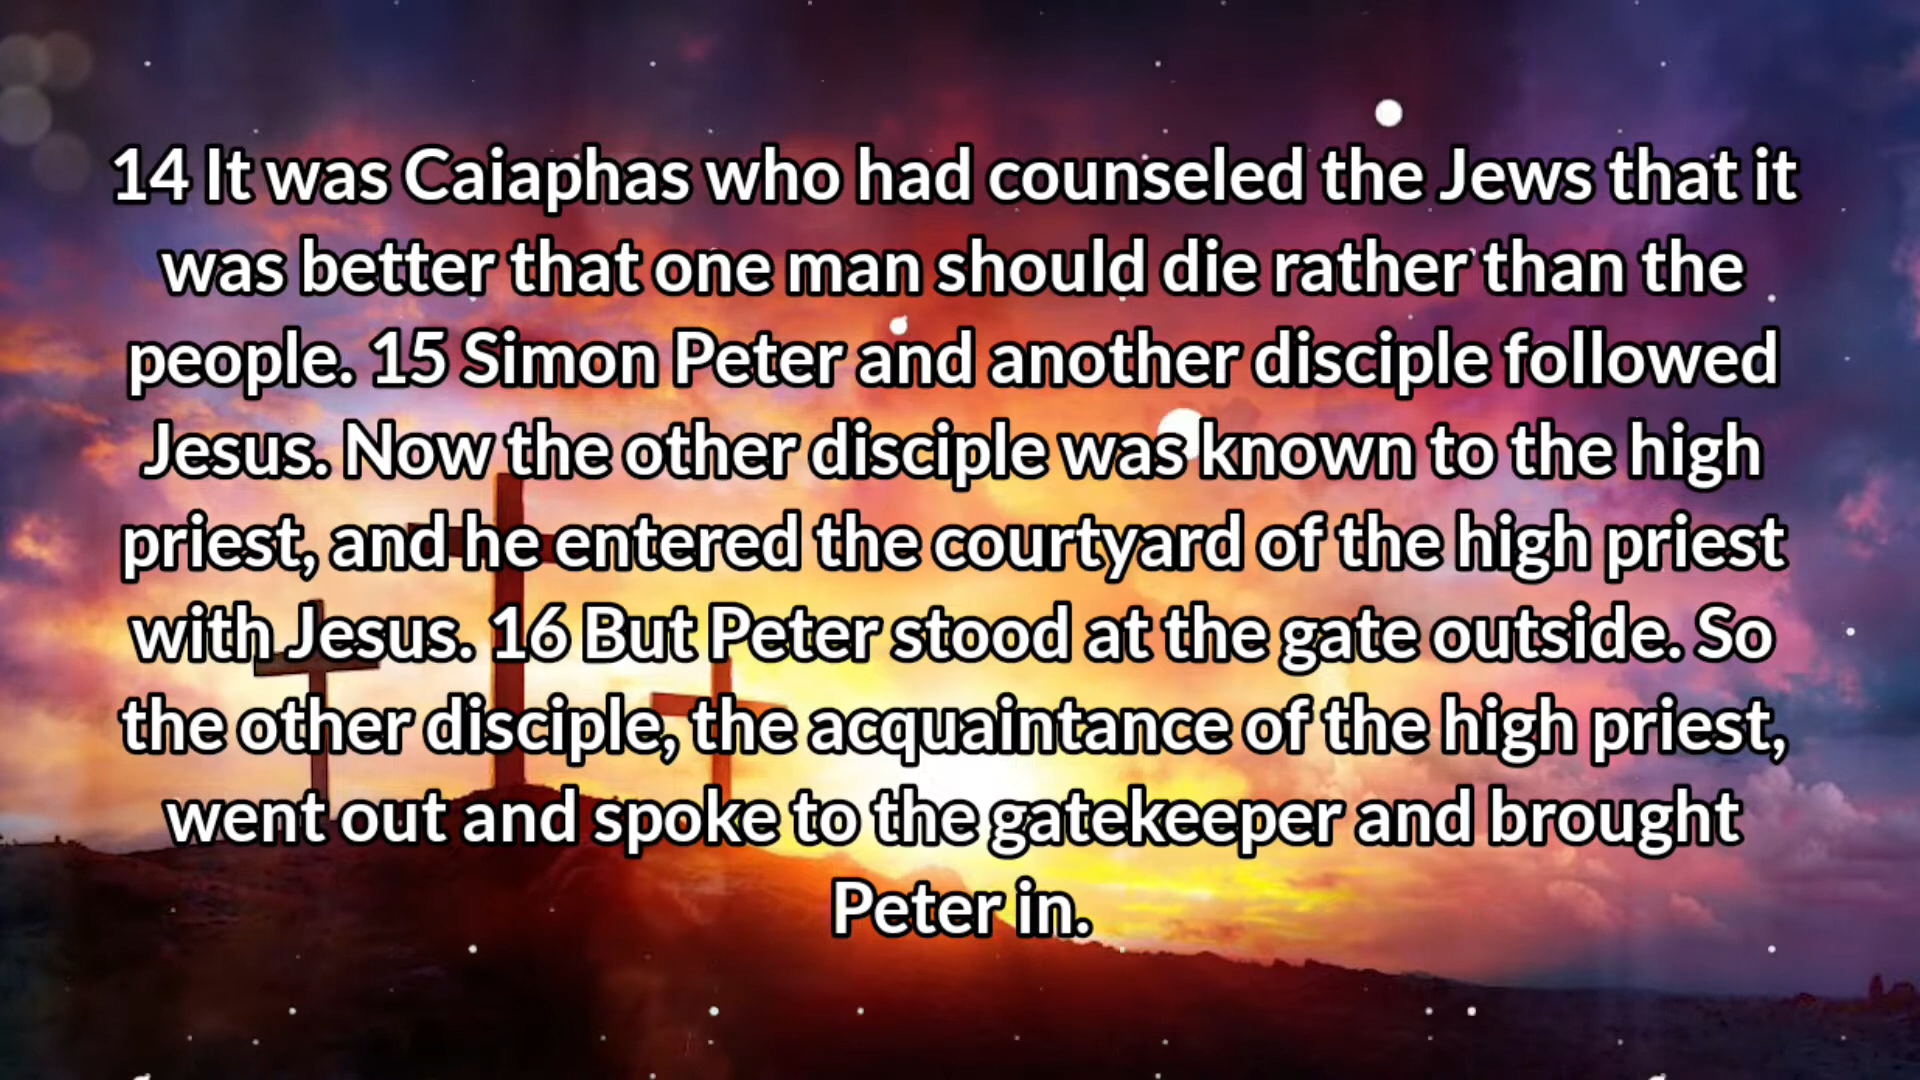 14 It was Caiaphas who had counseled the Jews that it
was better that one man should die rather than the
people. 15 Simon Peter and another disciple followed
Jesus. Now the other disciple was known to the high
priest, and he entered the courtyard of the high priest
with Jesus. 16 But Peter stood at the gate outside. So
the other disciple, the acquaintance of the high priest,
went out and spoke to the gatekeeper and brought
Peter in.